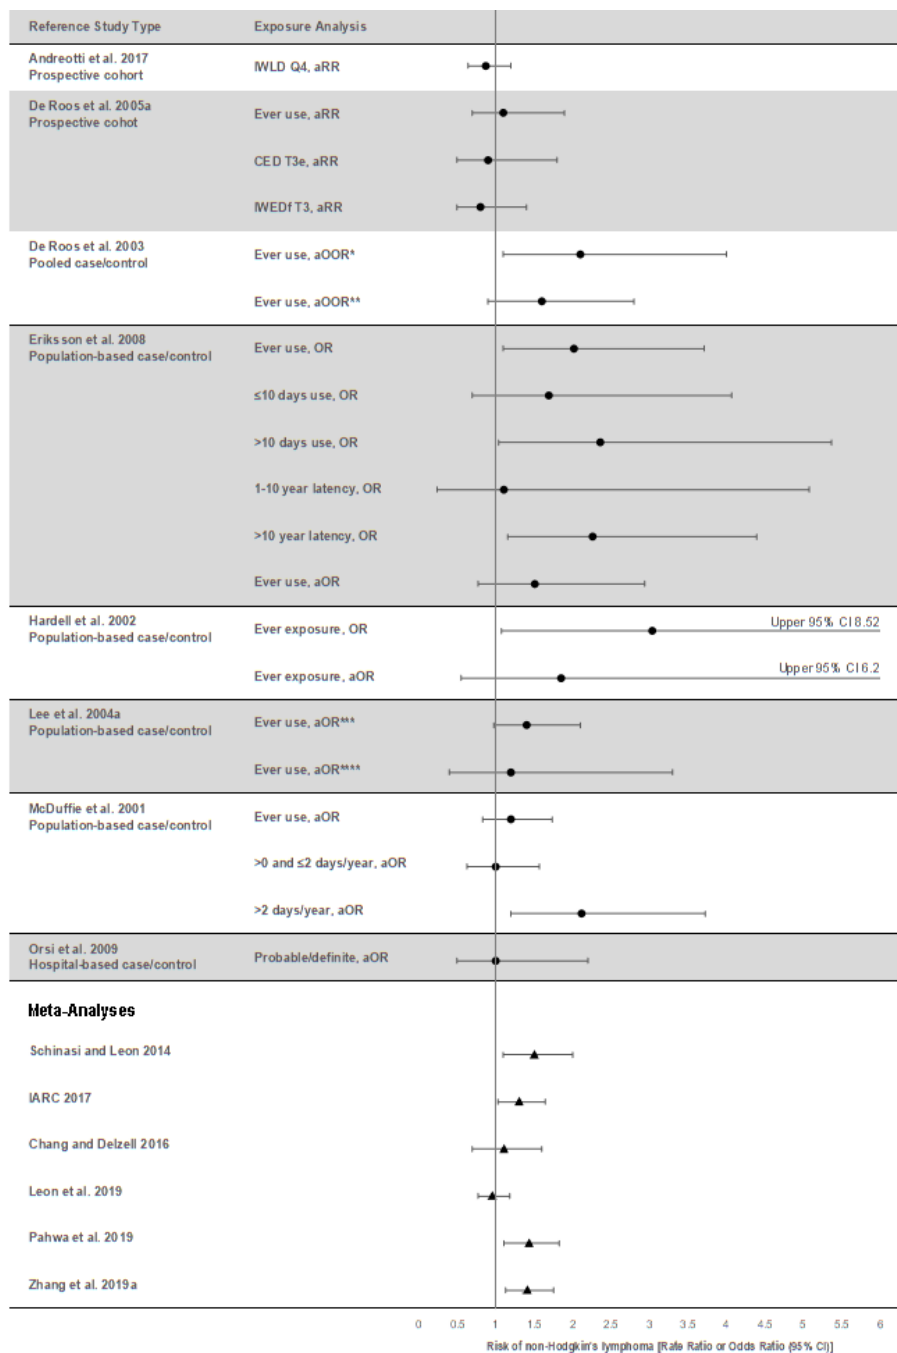 Reference Study Type Exposure Analysis
Andreotti et al. 2017
Prospective cohort
IWLD Q4, aRR
De Roos et al. 2005a
Prospective cohot
Ever use, aRR
CED T3e, aRR
IWEDf T3, aRR
De Roos et al. 2003
Pooled case/control
Ever use, aOOR*
Ever use, aOOR**
Eriksson et al. 2008
Population-based case/control
Ever use, OR
≤10 days use, OR
>10 days use, OR
1-10 year latency, OR
>10 year latency, OR
Ever use, aOR
Hardell et al. 2002
Population-based case/control
Ever exposure, OR
Upper 95% CI 8.52
Ever exposure, aOR
Upper 95% CI 6.2
Lee et al. 2004a
Population-based case/control
Ever use, aOR***
Ever use, aOR****
McDuffie et al. 2001
Population-based case/control
Ever use, aOR
>0 and ≤2 days/year, aOR
>2 days/year, aOR
Orsi et al. 2009
Hospital-based case/control
Probable/definite, aOR
Meta-Analyses
Schinasi and Leon 2014
IARC 2017
Chang and Delzell 2016
Leon et al. 2019
Pahwa et al. 2019
Zhang et al. 2019a
0 0.5 1 1.5 2 2.5 3 3.5 4 4.5 5 5.5 6
Risk of non-Hodgkin's lymphoma [Rate Ratio or Odds Ratio (95% CI)]